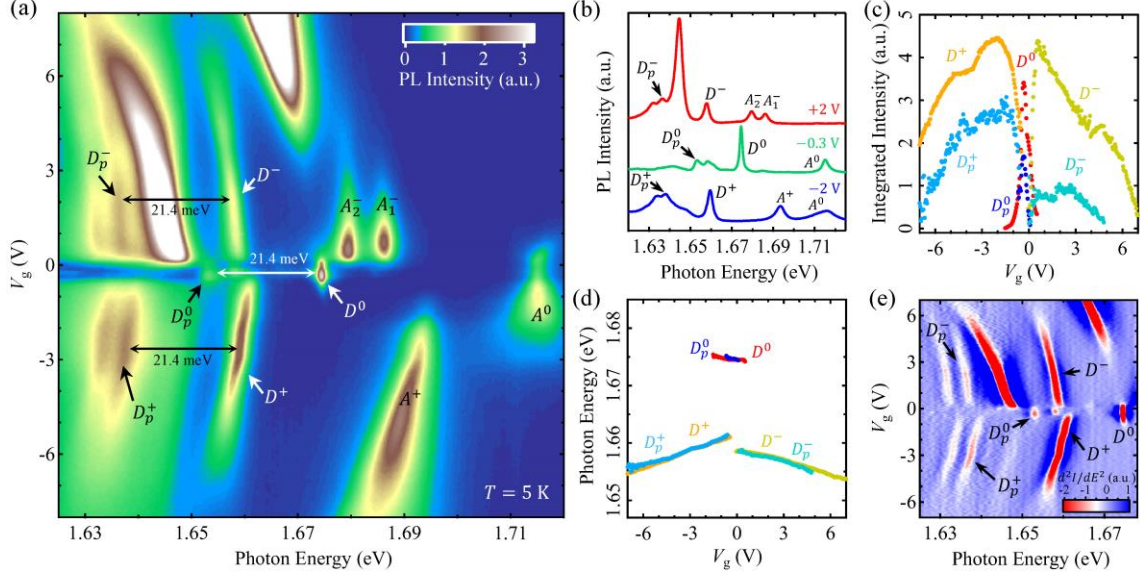 (a)
8
6
3
0
-3
-6
V_g (V)
0 1 2 3
PL Intensity (a.u.)
D_p^-
D^-
A_2^-
A_1^-
21.4 meV
21.4 meV
D_p^0
D^0
A^0
21.4 meV
D^+
A^+
D_p^+
T = 5 K
1.63 1.65 1.67 1.69 1.71
Photon Energy (eV)
(b)
PL Intensity (a.u.)
D_p^-
D^-
A_2^-
A_1^-
+2 V
D_p^0
D^0
A^0
−0.3 V
D_p^+
D^+
A^+
A^0
−2 V
1.63 1.65 1.67 1.69 1.71
Photon Energy (eV)
(c)
Integrated Intensity (a.u.)
5
4
3
2
1
0
D^+
D^0
D^-
D_p^+
D_p^-
D_p^0
-6 -3 0 3 6
V_g (V)
(d)
Photon Energy (eV)
1.68
1.67
1.66
1.65
D_p^0
D^0
D_p^+
D^+
D^-
D_p^-
-6 -3 0 3 6
V_g (V)
(e)
V_g (V)
6
3
0
-3
-6
D_p^-
D^-
D_p^0
D^+
D^0
D_p^+
d²I/dE² (a.u.)
-2 -1 0 1
1.63 1.65 1.67
Photon Energy (eV)